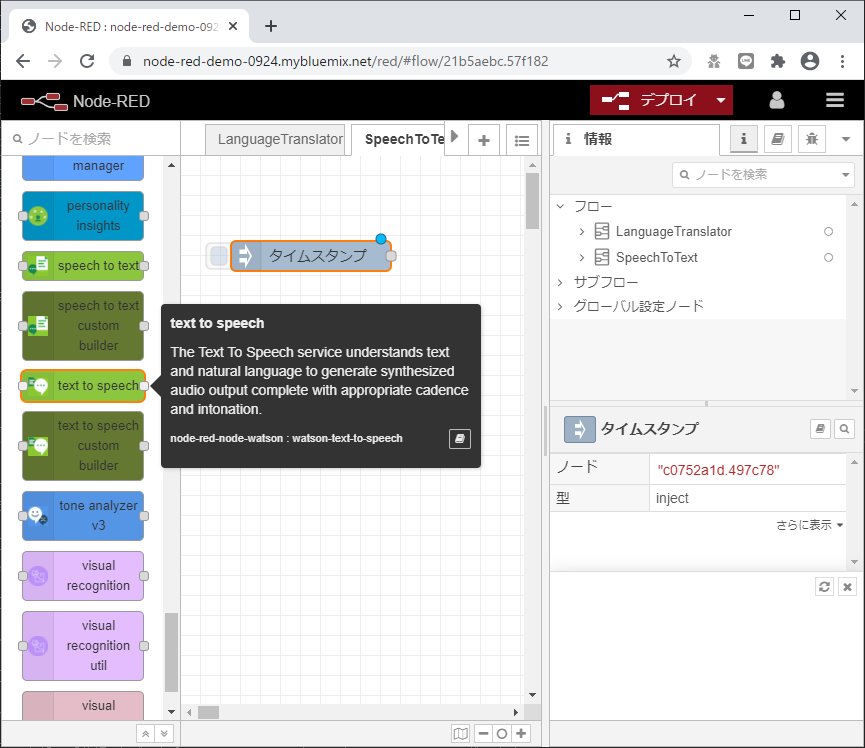 Node-RED : node-red-demo-092
node-red-demo-0924.mybluemix.net/red/#flow/21b5aebc.57f182
Node-RED
デプロイ
ノードを検索
LanguageTranslator
SpeechToTe
情報
ノードを検索
manager
personality
insights
speech to text
speech to text
custom
builder
text to speech
text to speech
custom
builder
tone analyzer
v3
visual
recognition
visual
recognition
util
visual
タイムスタンプ
text to speech
The Text To Speech service understands text
and natural language to generate synthesized
audio output complete with appropriate cadence
and intonation.
node-red-node-watson : watson-text-to-speech
フロー
LanguageTranslator
SpeechToText
サブフロー
グローバル設定ノード
タイムスタンプ
ノード "c0752a1d.497c78"
型 inject
さらに表示